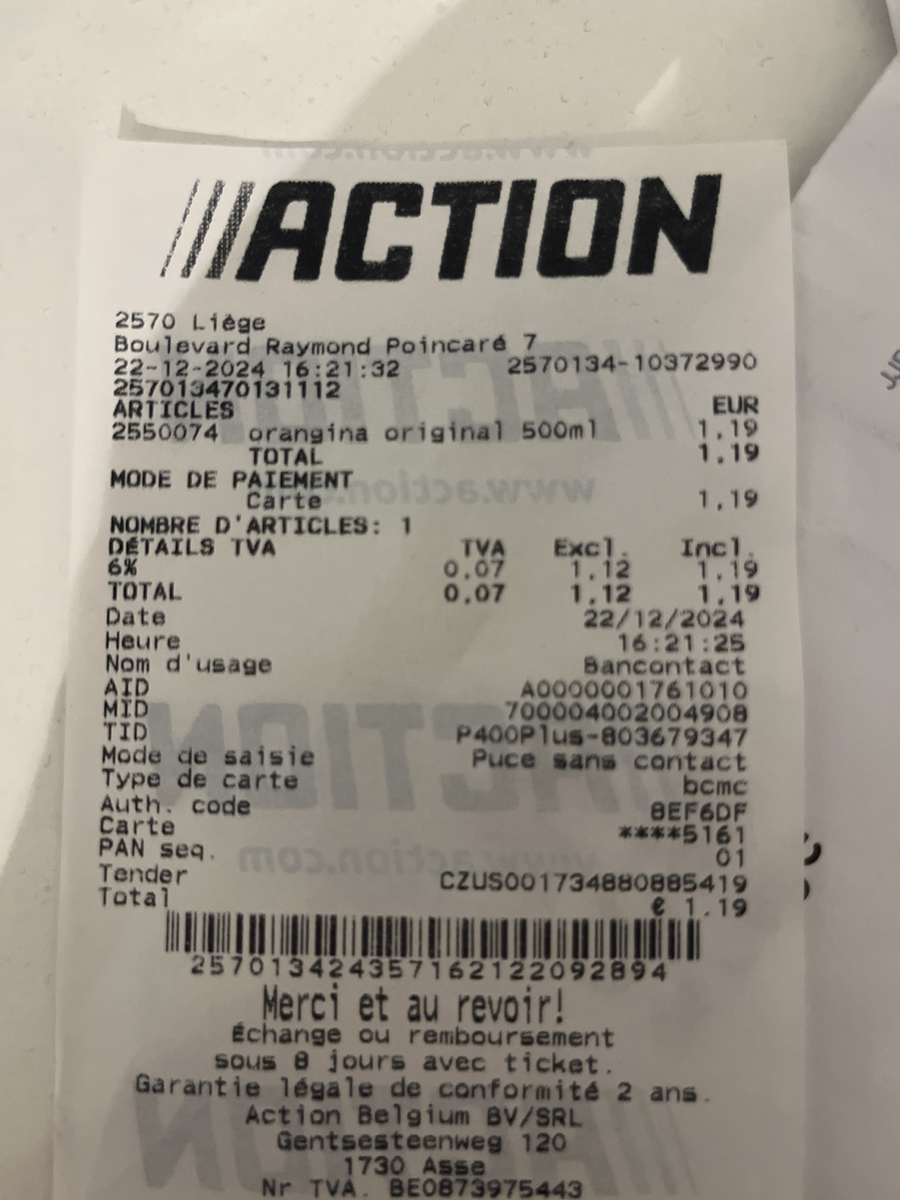 ACTION
2570 Liège
Boulevard Raymond Poincaré 7
22-12-2024 16:21:32 2570134-10372990
257013470131112
ARTICLES EUR
2550074 orangina original 500ml 1,19
TOTAL 1,19
MODE DE PAIEMENT
Carte 1,19
NOMBRE D'ARTICLES: 1
DÉTAILS TVA TVA Excl. Incl.
6% 0,07 1,12 1,19
TOTAL 0,07 1,12 1,19
Date 22/12/2024
Heure 16:21:25
Nom d'usage Bancontact
AID A0000001761010
MID 700004002004908
TID P400Plus-803679347
Mode de saisie Puce sans contact
Type de carte bcmc
Auth. code 8EF6DF
Carte ****5161
PAN seq. 01
Tender CZUS001734880885419
Total € 1.19
2570134243571621220928​94
Merci et au revoir!
Échange ou remboursement
sous 8 jours avec ticket.
Garantie légale de conformité 2 ans.
Action Belgium BV/SRL
Gentsesteenweg 120
1730 Asse
Nr TVA. BE0873975443